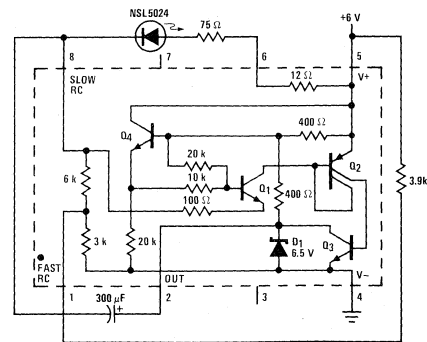 NSL5024
75 Ω
+6 V
8
7
6
5
SLOW
RC
12 Ω
V+
Q4
400 Ω
20 k
Q2
10 k
Q1
400 Ω
3.9k
6 k
100 Ω
3 k
20 k
D1
6.5 V
Q3
FAST
RC
OUT
V−
1
300 µF
+
2
3
4